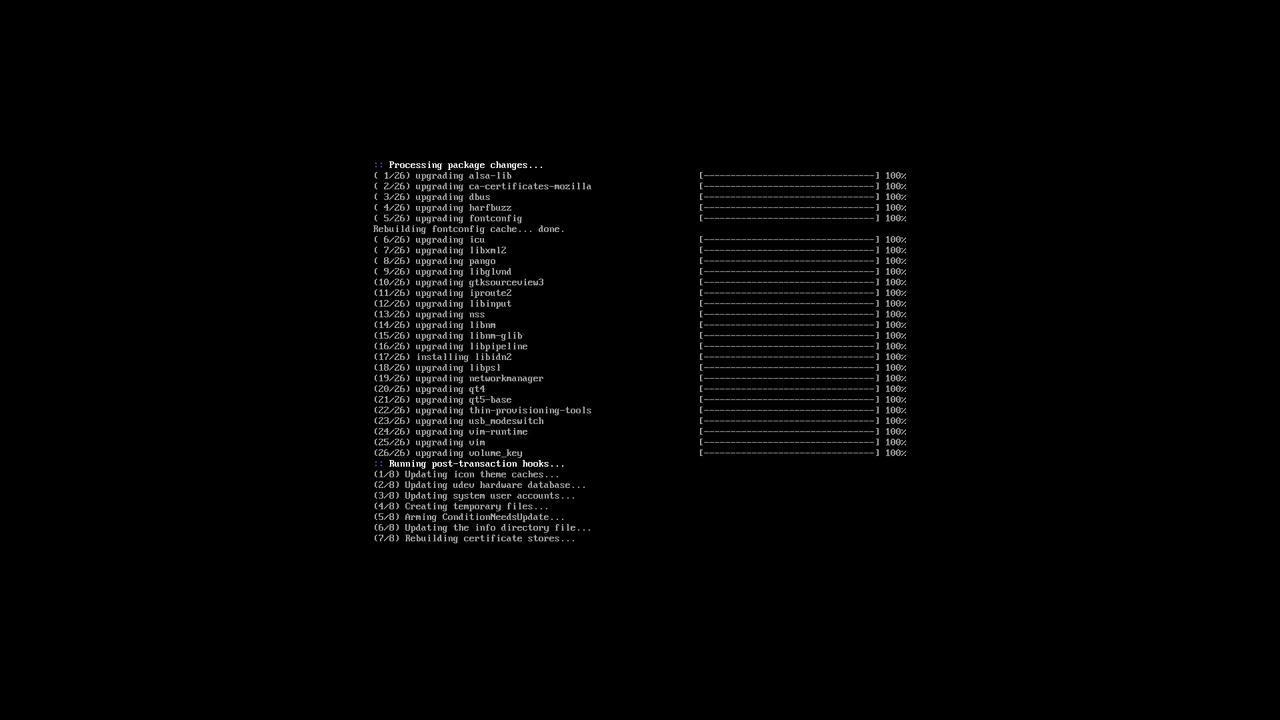 :: Processing package changes...
( 1/26) upgrading alsa-lib [--------------------------------] 100%
( 2/26) upgrading ca-certificates-mozilla [--------------------------------] 100%
( 3/26) upgrading dbus [--------------------------------] 100%
( 4/26) upgrading harfbuzz [--------------------------------] 100%
( 5/26) upgrading fontconfig [--------------------------------] 100%
Rebuilding fontconfig cache... done.
( 6/26) upgrading icu [--------------------------------] 100%
( 7/26) upgrading libxml2 [--------------------------------] 100%
( 8/26) upgrading pango [--------------------------------] 100%
( 9/26) upgrading libglvnd [--------------------------------] 100%
(10/26) upgrading gtksourceview3 [--------------------------------] 100%
(11/26) upgrading iproute2 [--------------------------------] 100%
(12/26) upgrading libinput [--------------------------------] 100%
(13/26) upgrading nss [--------------------------------] 100%
(14/26) upgrading libnm [--------------------------------] 100%
(15/26) upgrading libnm-glib [--------------------------------] 100%
(16/26) upgrading libpipeline [--------------------------------] 100%
(17/26) installing libidn2 [--------------------------------] 100%
(18/26) upgrading libpsl [--------------------------------] 100%
(19/26) upgrading networkmanager [--------------------------------] 100%
(20/26) upgrading qt4 [--------------------------------] 100%
(21/26) upgrading qt5-base [--------------------------------] 100%
(22/26) upgrading thin-provisioning-tools [--------------------------------] 100%
(23/26) upgrading usb_modeswitch [--------------------------------] 100%
(24/26) upgrading vim-runtime [--------------------------------] 100%
(25/26) upgrading vim [--------------------------------] 100%
(26/26) upgrading volume_key [--------------------------------] 100%
:: Running post-transaction hooks...
(1/8) Updating icon theme caches...
(2/8) Updating udev hardware database...
(3/8) Updating system user accounts...
(4/8) Creating temporary files...
(5/8) Arming ConditionNeedsUpdate...
(6/8) Updating the info directory file...
(7/8) Rebuilding certificate stores...